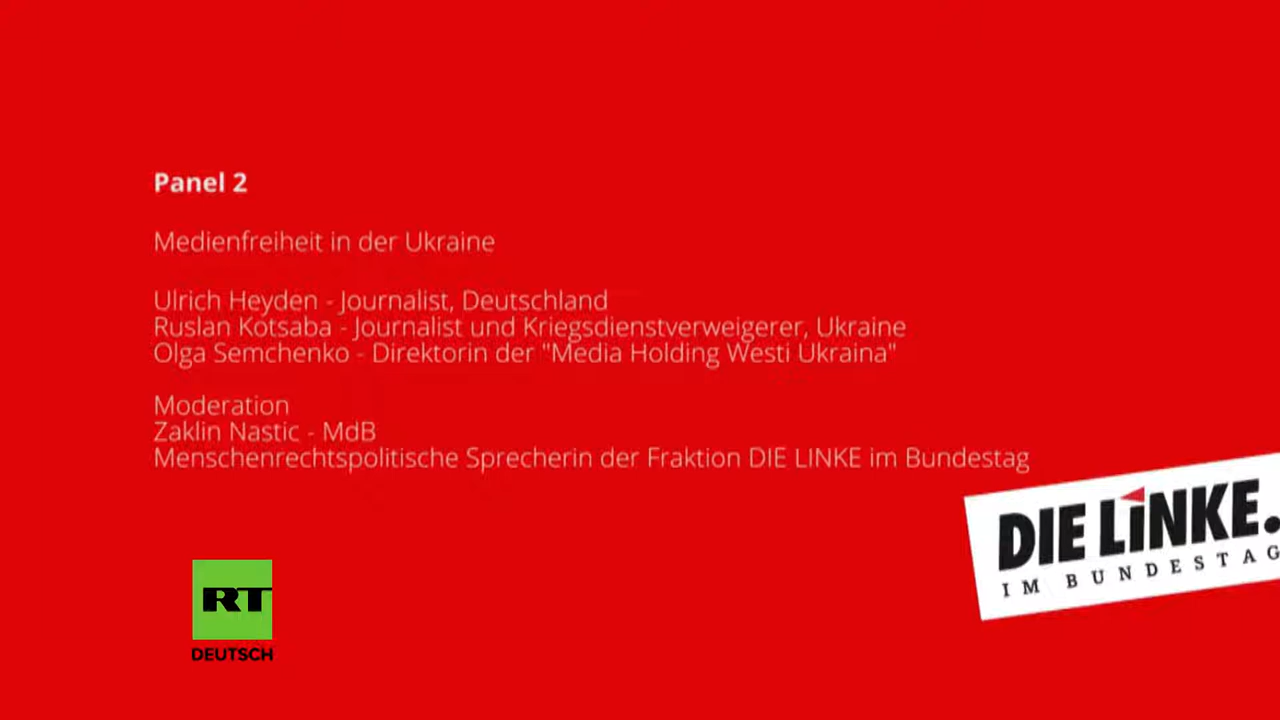 Panel 2
Medienfreiheit in der Ukraine
Ulrich Heyden - Journalist, Deutschland
Ruslan Kotsaba - Journalist und Kriegsdienstverweigerer, Ukraine
Olga Semchenko - Direktorin der "Media Holding Westi Ukraina"
Moderation
Zaklin Nastic - MdB
Menschenrechtspolitische Sprecherin der Fraktion DIE LINKE im Bundestag
DIE LINKE.
IM BUNDESTAG
RT
DEUTSCH